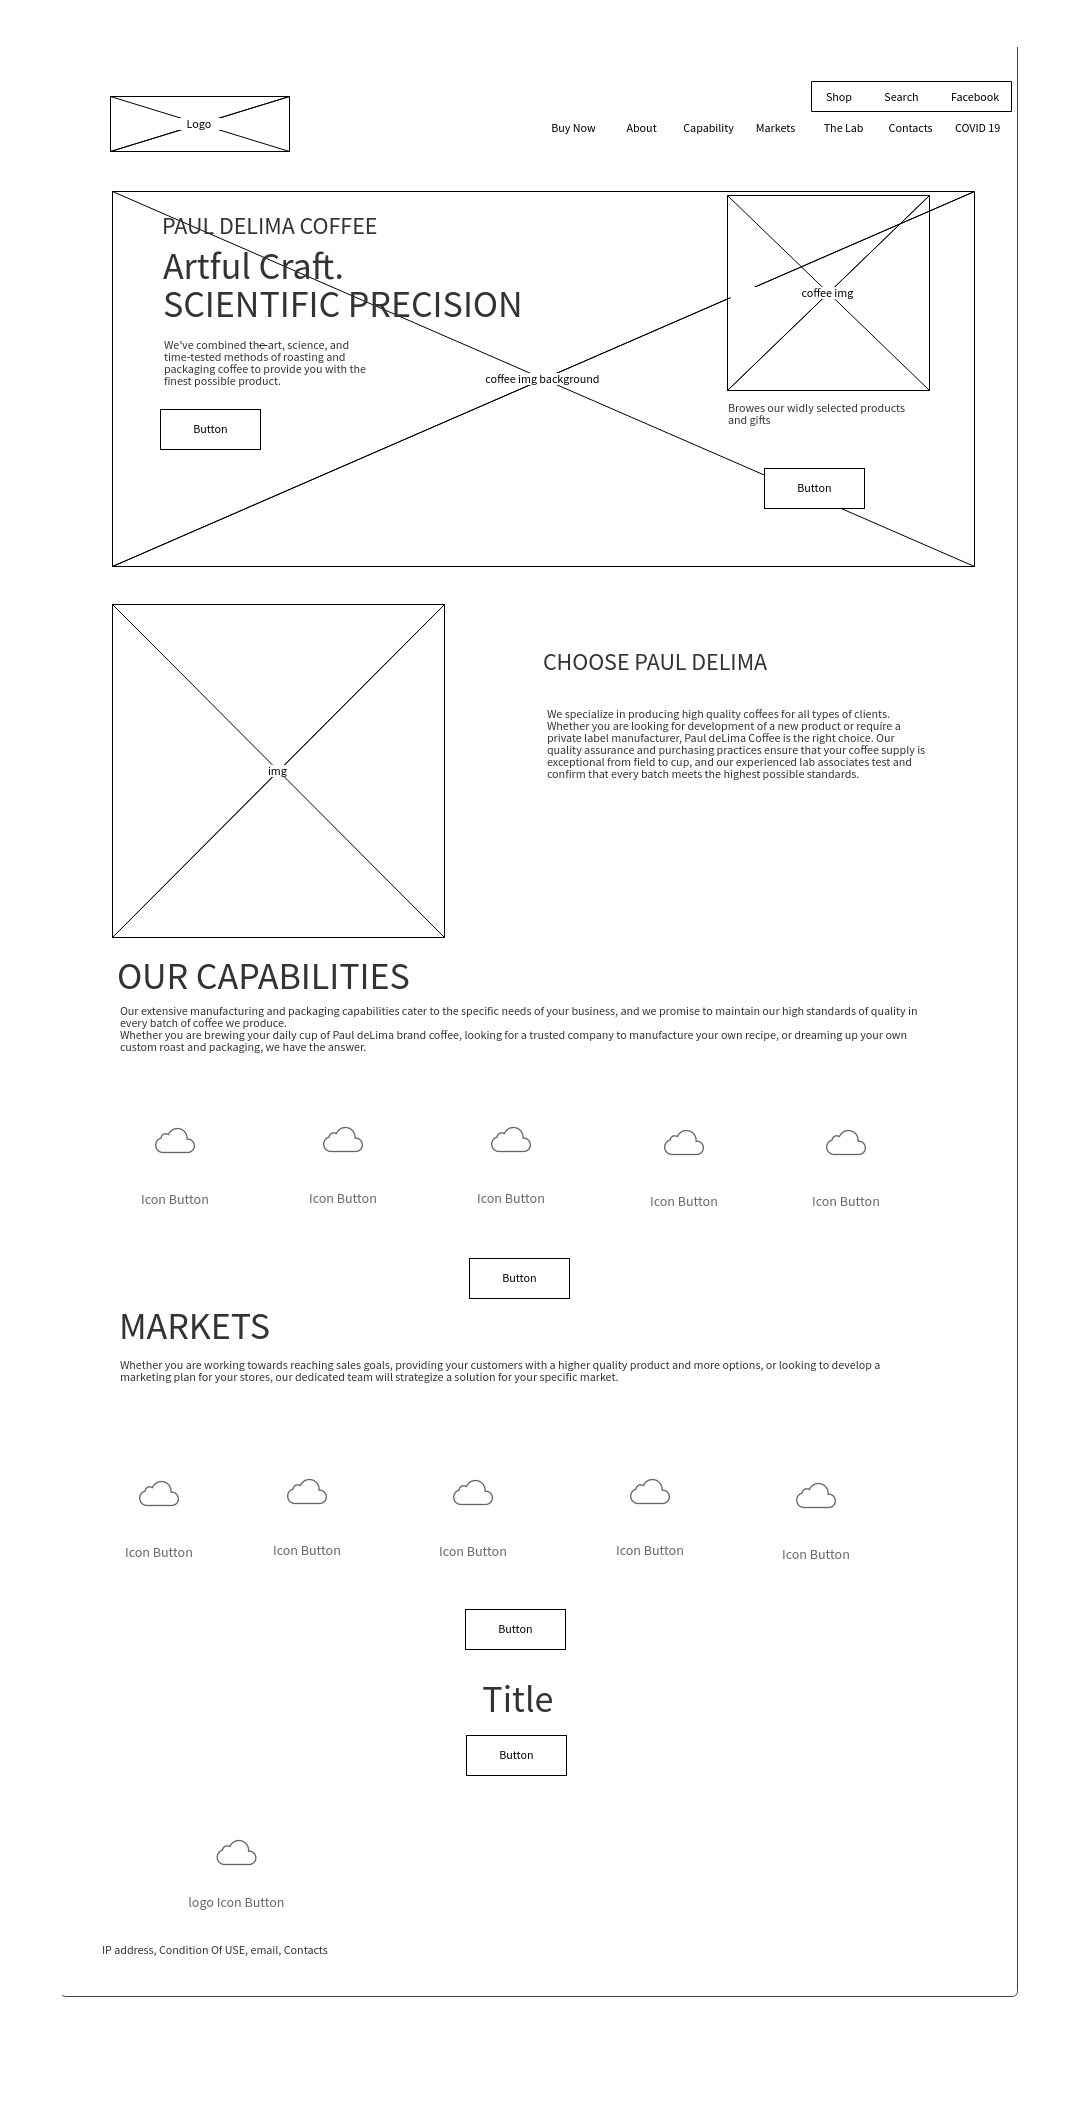 Logo
Shop Search Facebook
Buy Now About Capability Markets The Lab Contacts COVID 19
PAUL DELIMA COFFEE
Artful Craft.
SCIENTIFIC PRECISION
We've combined the art, science, and
time-tested methods of roasting and
packaging coffee to provide you with the
finest possible product.
Button
coffee img background
coffee img
Browes our widly selected products
and gifts
Button
img
CHOOSE PAUL DELIMA
We specialize in producing high quality coffees for all types of clients.
Whether you are looking for development of a new product or require a
private label manufacturer, Paul deLima Coffee is the right choice. Our
quality assurance and purchasing practices ensure that your coffee supply is
exceptional from field to cup, and our experienced lab associates test and
confirm that every batch meets the highest possible standards.
OUR CAPABILITIES
Our extensive manufacturing and packaging capabilities cater to the specific needs of your business, and we promise to maintain our high standards of quality in
every batch of coffee we produce.
Whether you are brewing your daily cup of Paul deLima brand coffee, looking for a trusted company to manufacture your own recipe, or dreaming up your own
custom roast and packaging, we have the answer.
Icon Button Icon Button Icon Button Icon Button Icon Button
Button
MARKETS
Whether you are working towards reaching sales goals, providing your customers with a higher quality product and more options, or looking to develop a
marketing plan for your stores, our dedicated team will strategize a solution for your specific market.
Icon Button Icon Button Icon Button Icon Button Icon Button
Button
Title
Button
logo Icon Button
IP address, Condition Of USE, email, Contacts